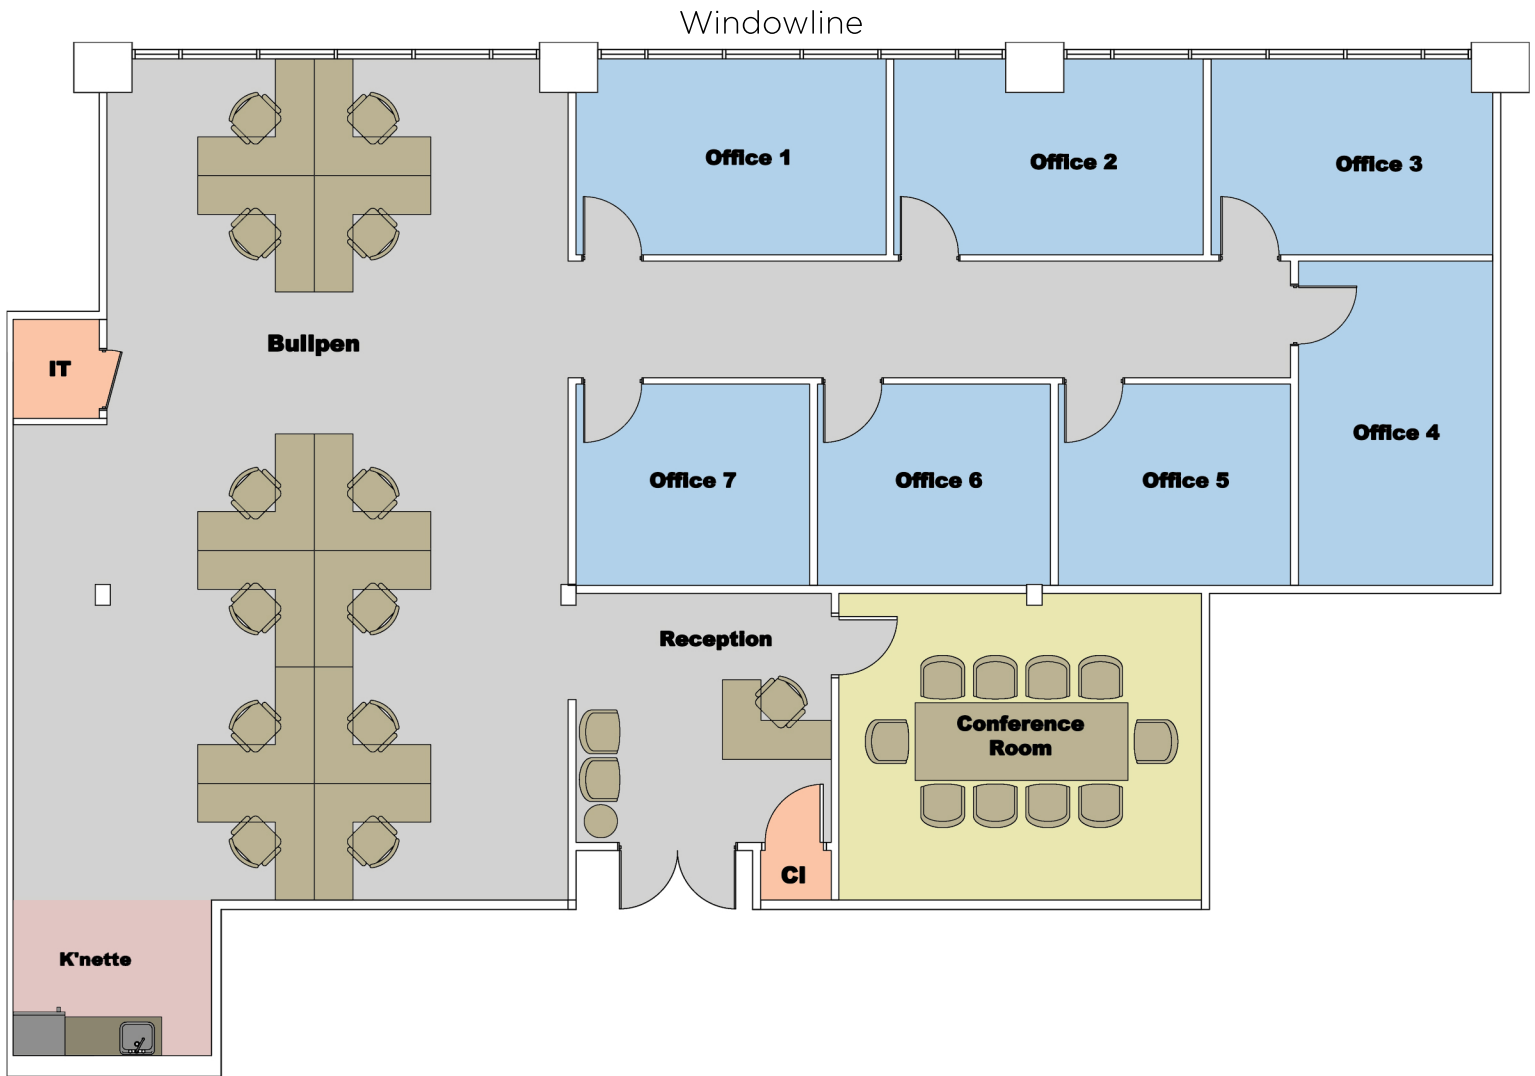 Windowline
Office 1
Office 2
Office 3
Bullpen
IT
Office 4
Office 7
Office 6
Office 5
Reception
Conference
Room
Cl
K'nette